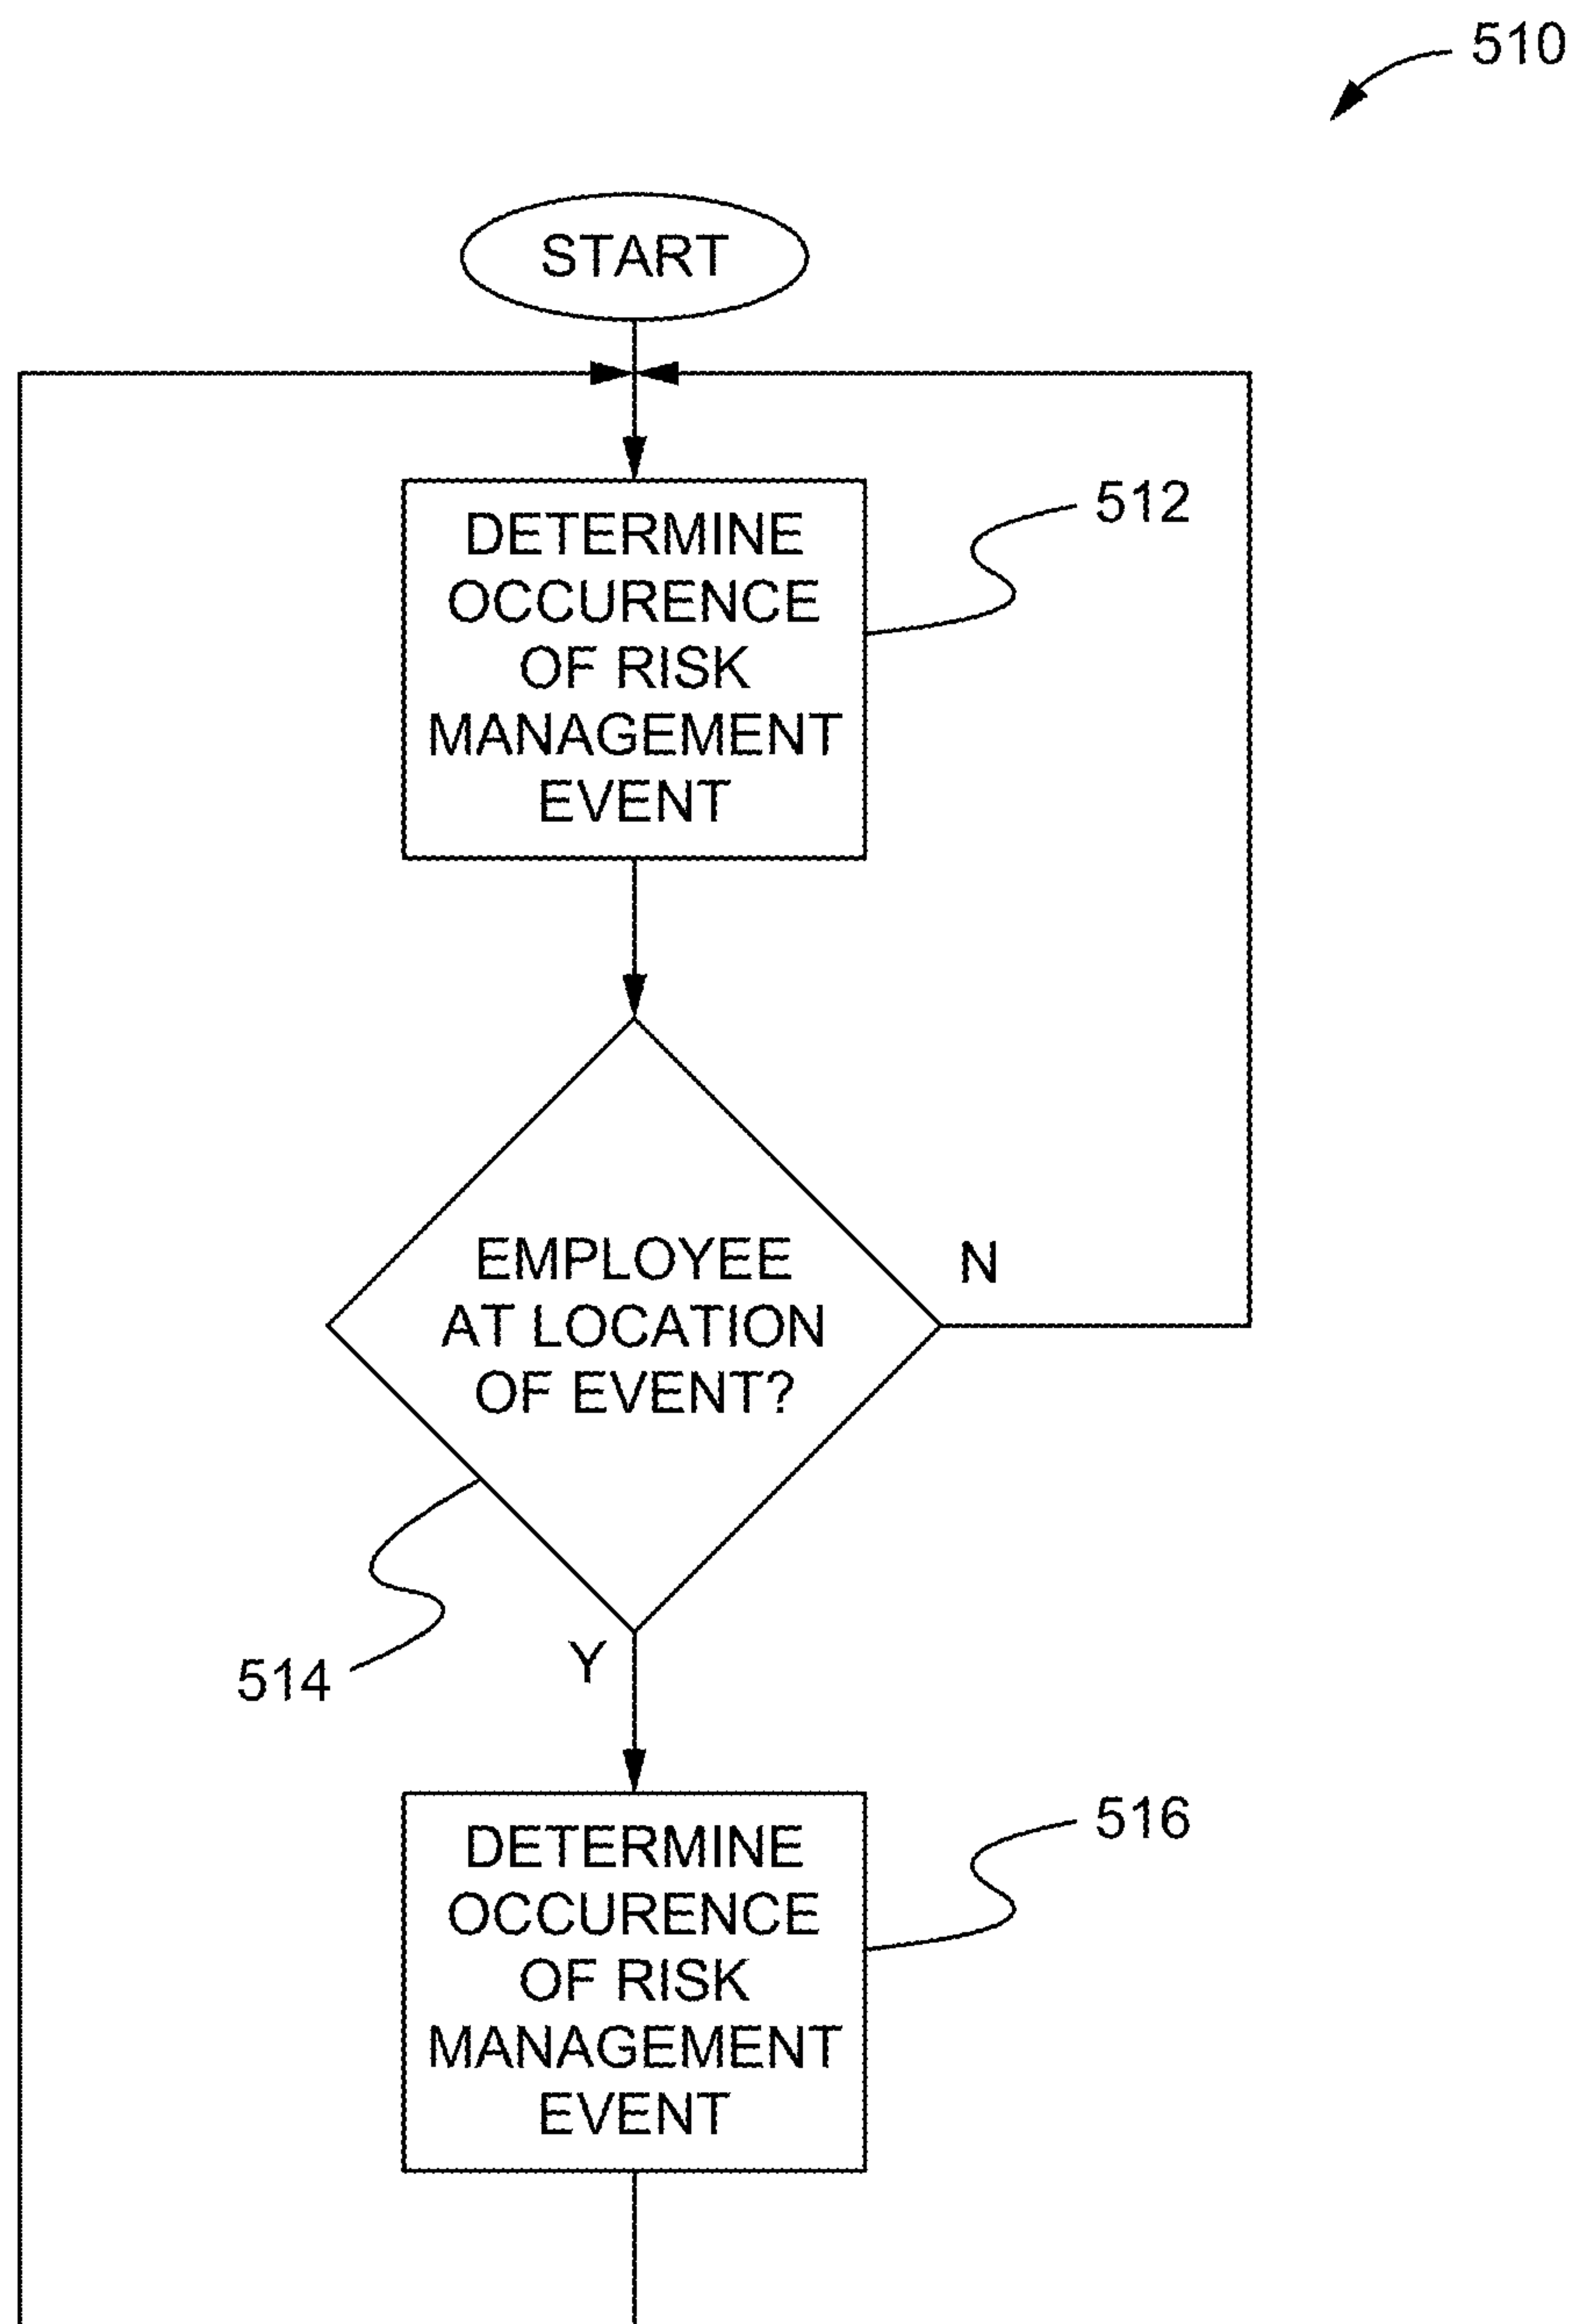 510
START
DETERMINE
OCCURENCE
OF RISK
MANAGEMENT
EVENT
512
EMPLOYEE
AT LOCATION
OF EVENT?
N
Y
514
DETERMINE
OCCURENCE
OF RISK
MANAGEMENT
EVENT
516